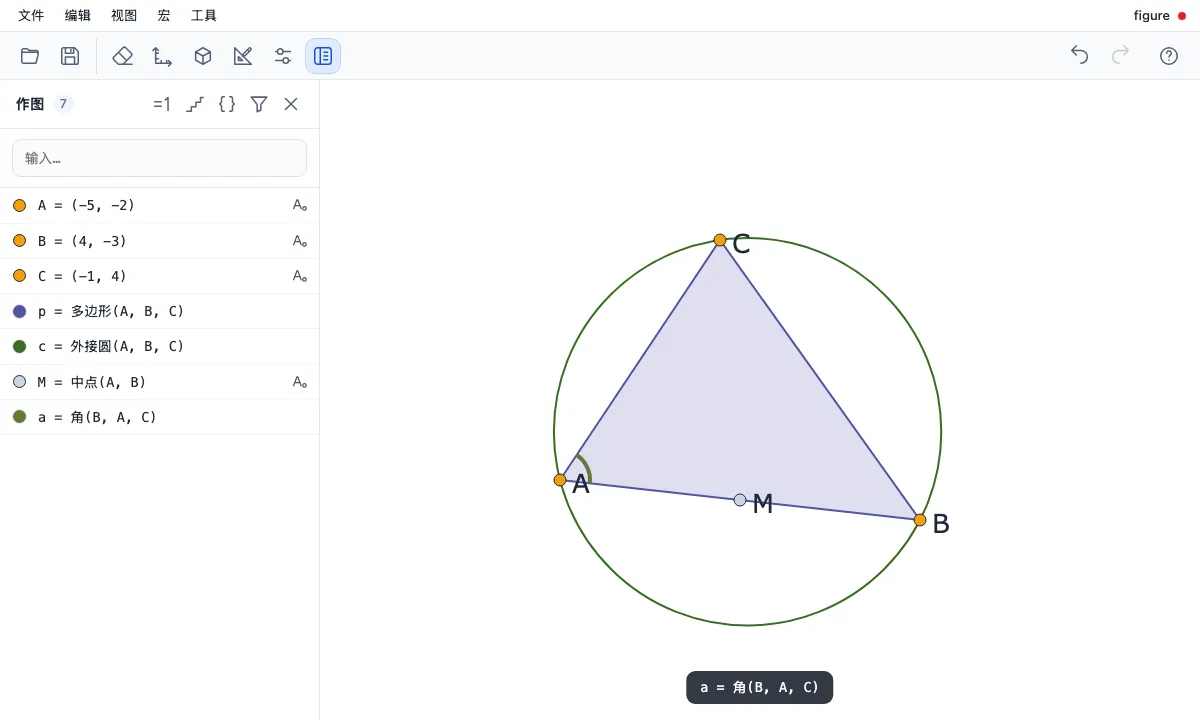 文件 编辑 视图 宏 工具 figure
作图 7 =1 {}
输入…
A = (−5, −2) A
B = (4, −3) A
C = (−1, 4) A
p = 多边形(A, B, C)
c = 外接圆(A, B, C)
M = 中点(A, B) A
a = 角(B, A, C)
C
A
M
B
a = 角(B, A, C)